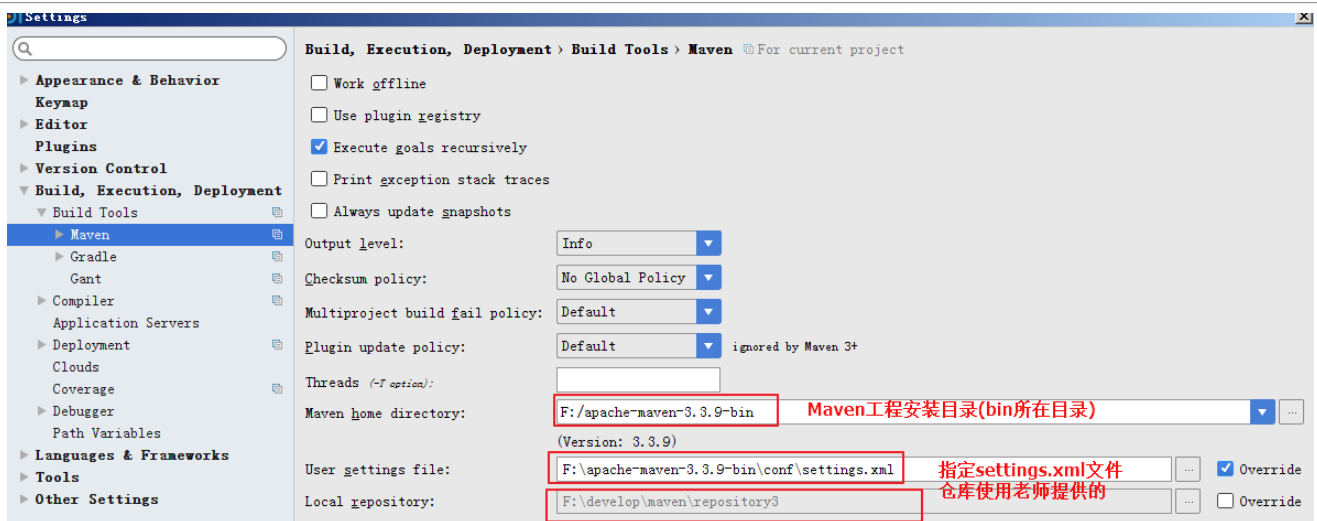 Settings
Build, Execution, Deployment › Build Tools › Maven For current project
Appearance & Behavior
Keymap
Editor
Plugins
Version Control
Build, Execution, Deployment
Build Tools
Maven
Gradle
Gant
Compiler
Application Servers
Deployment
Clouds
Coverage
Debugger
Path Variables
Languages & Frameworks
Tools
Other Settings
Work offline
Use plugin registry
Execute goals recursively
Print exception stack traces
Always update snapshots
Output level: Info
Checksum policy: No Global Policy
Multiproject build fail policy: Default
Plugin update policy: Default ignored by Maven 3+
Threads (-T option):
Maven home directory: F:/apache-maven-3.3.9-bin Maven工程安装目录(bin所在目录) ...
(Version: 3.3.9)
User settings file: F:\apache-maven-3.3.9-bin\conf\settings.xml 指定settings.xml文件 ... Override
仓库使用老师提供的
Local repository: F:\develop\maven\repository3 ... Override